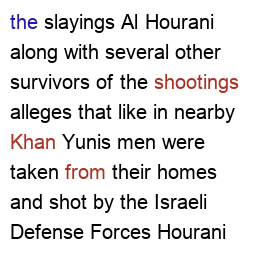 the slayings Al Hourani
along with several other
survivors of the shootings
alleges that like in nearby
Khan Yunis men were
taken from their homes
and shot by the Israeli
Defense Forces Hourani